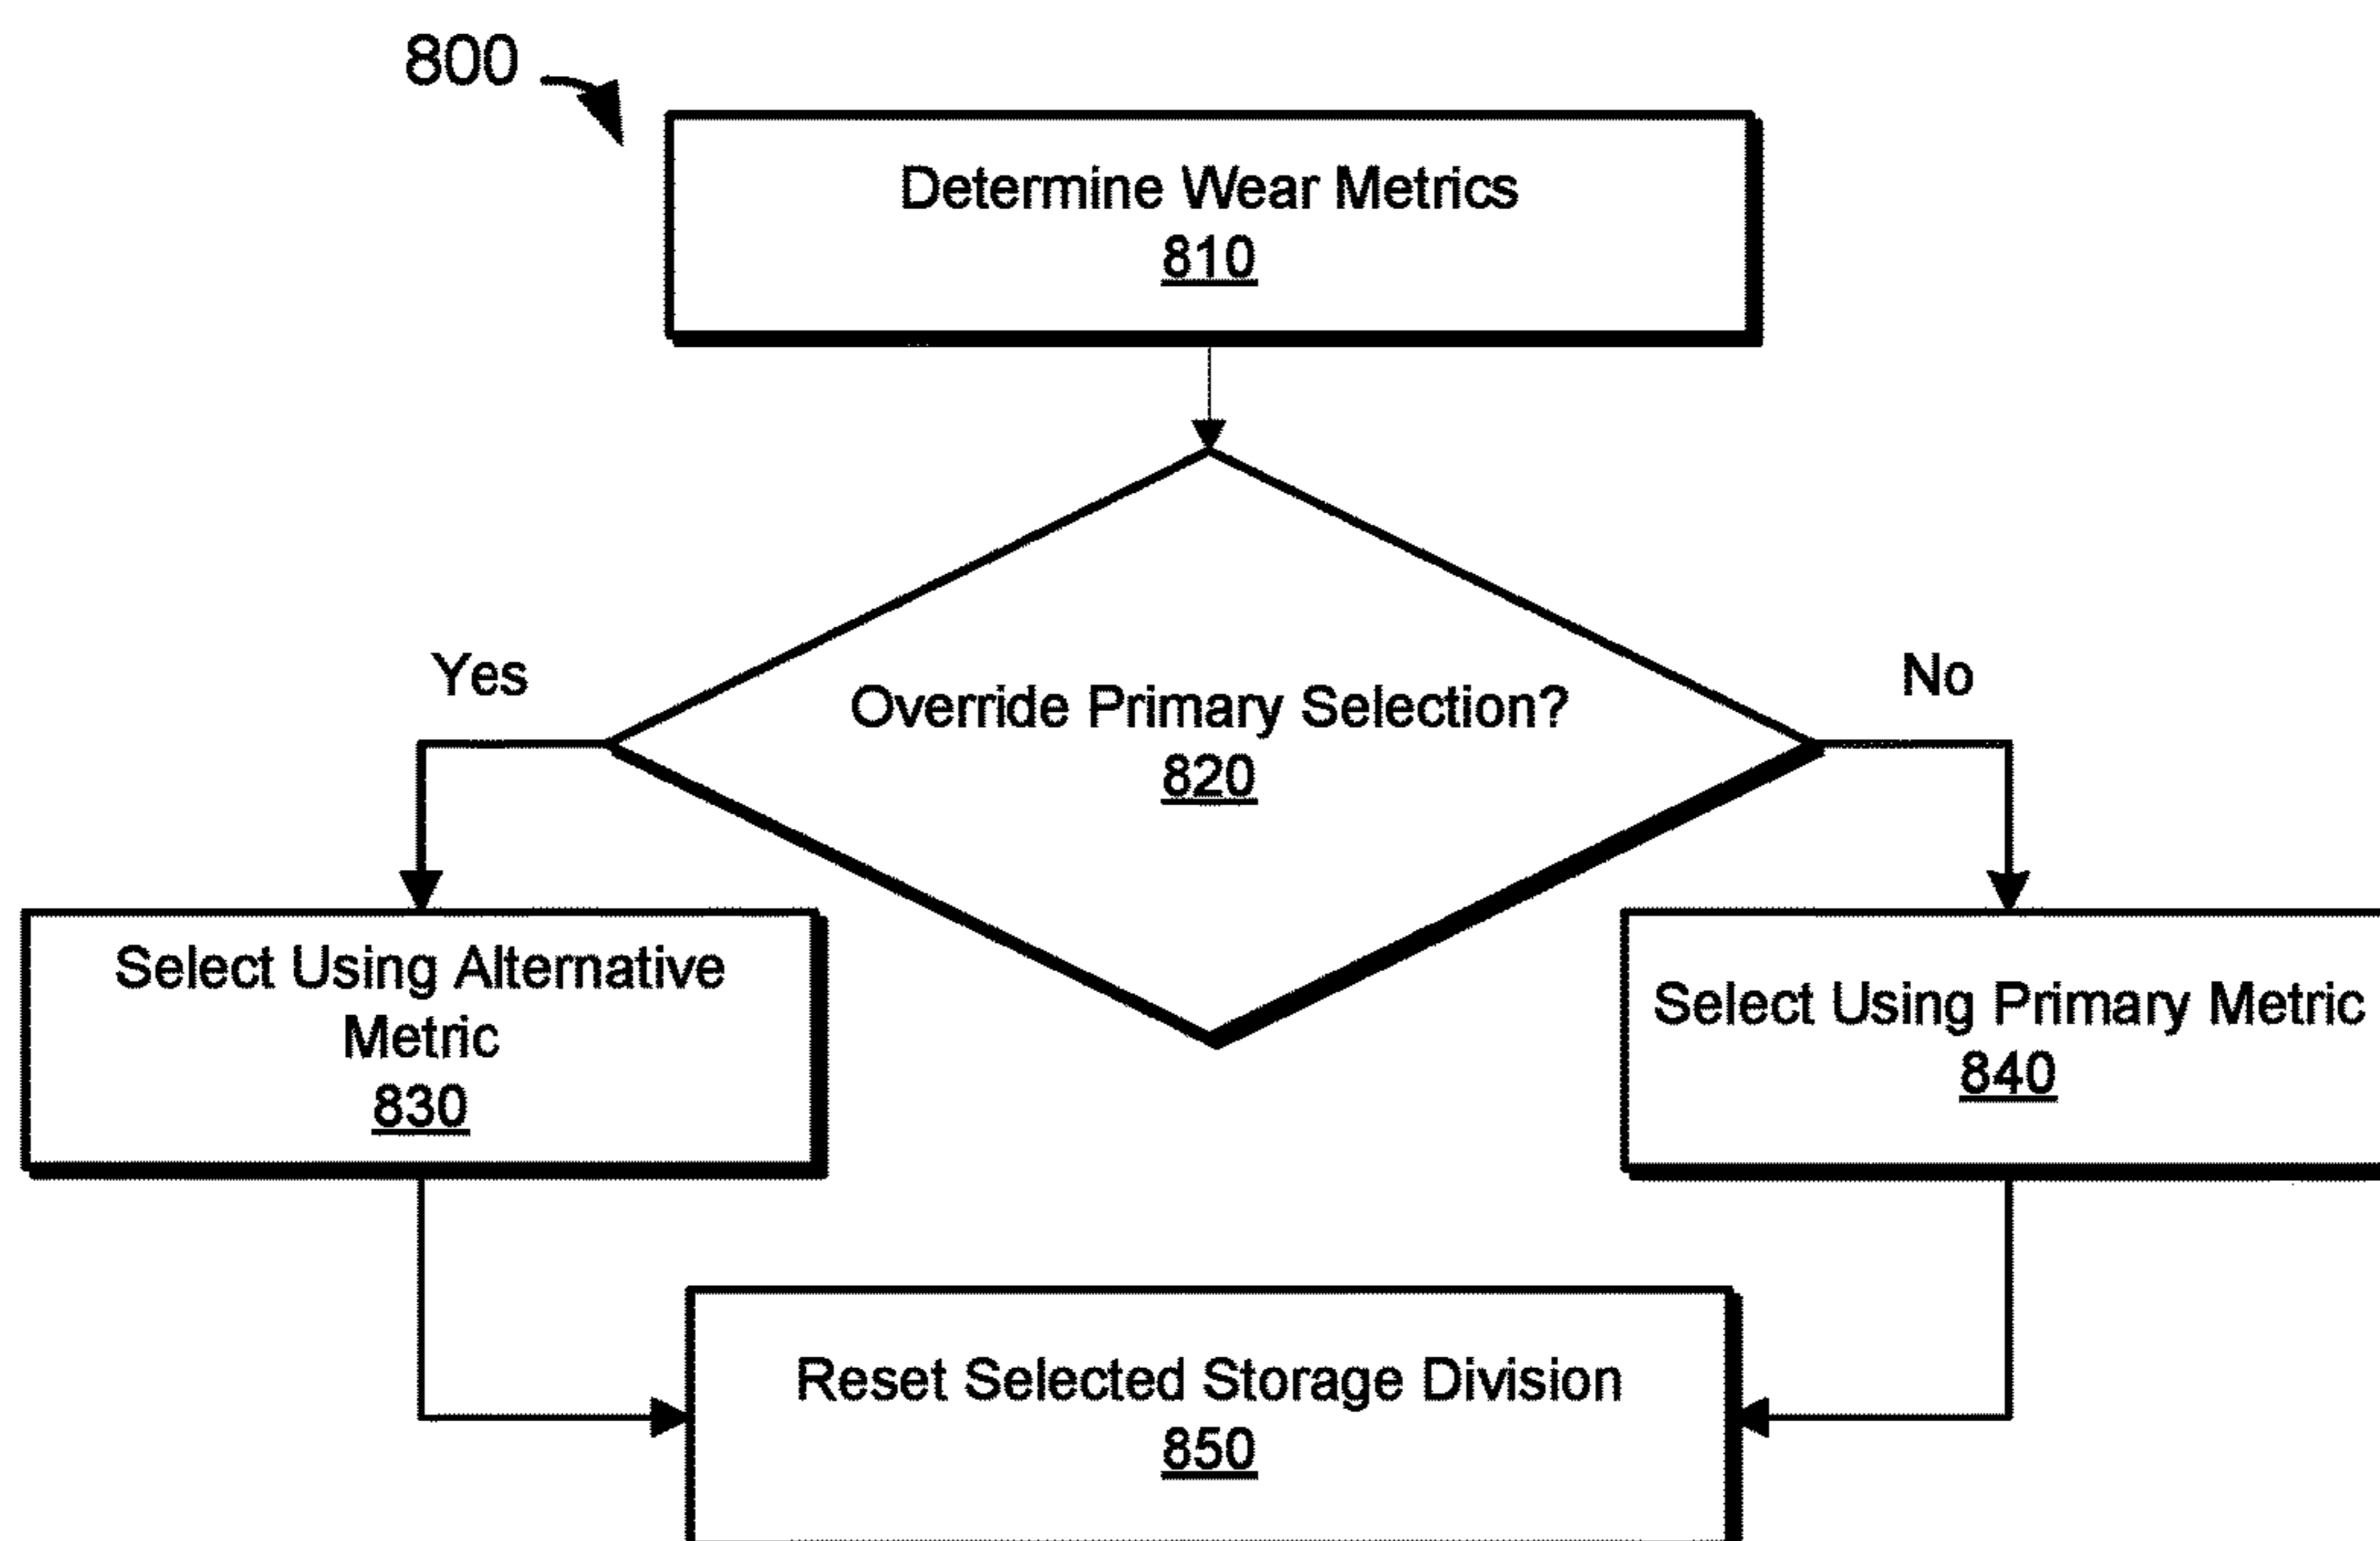 800
Determine Wear Metrics
810
Override Primary Selection?
820
Yes
No
Select Using Alternative
Metric
830
Select Using Primary Metric
840
Reset Selected Storage Division
850